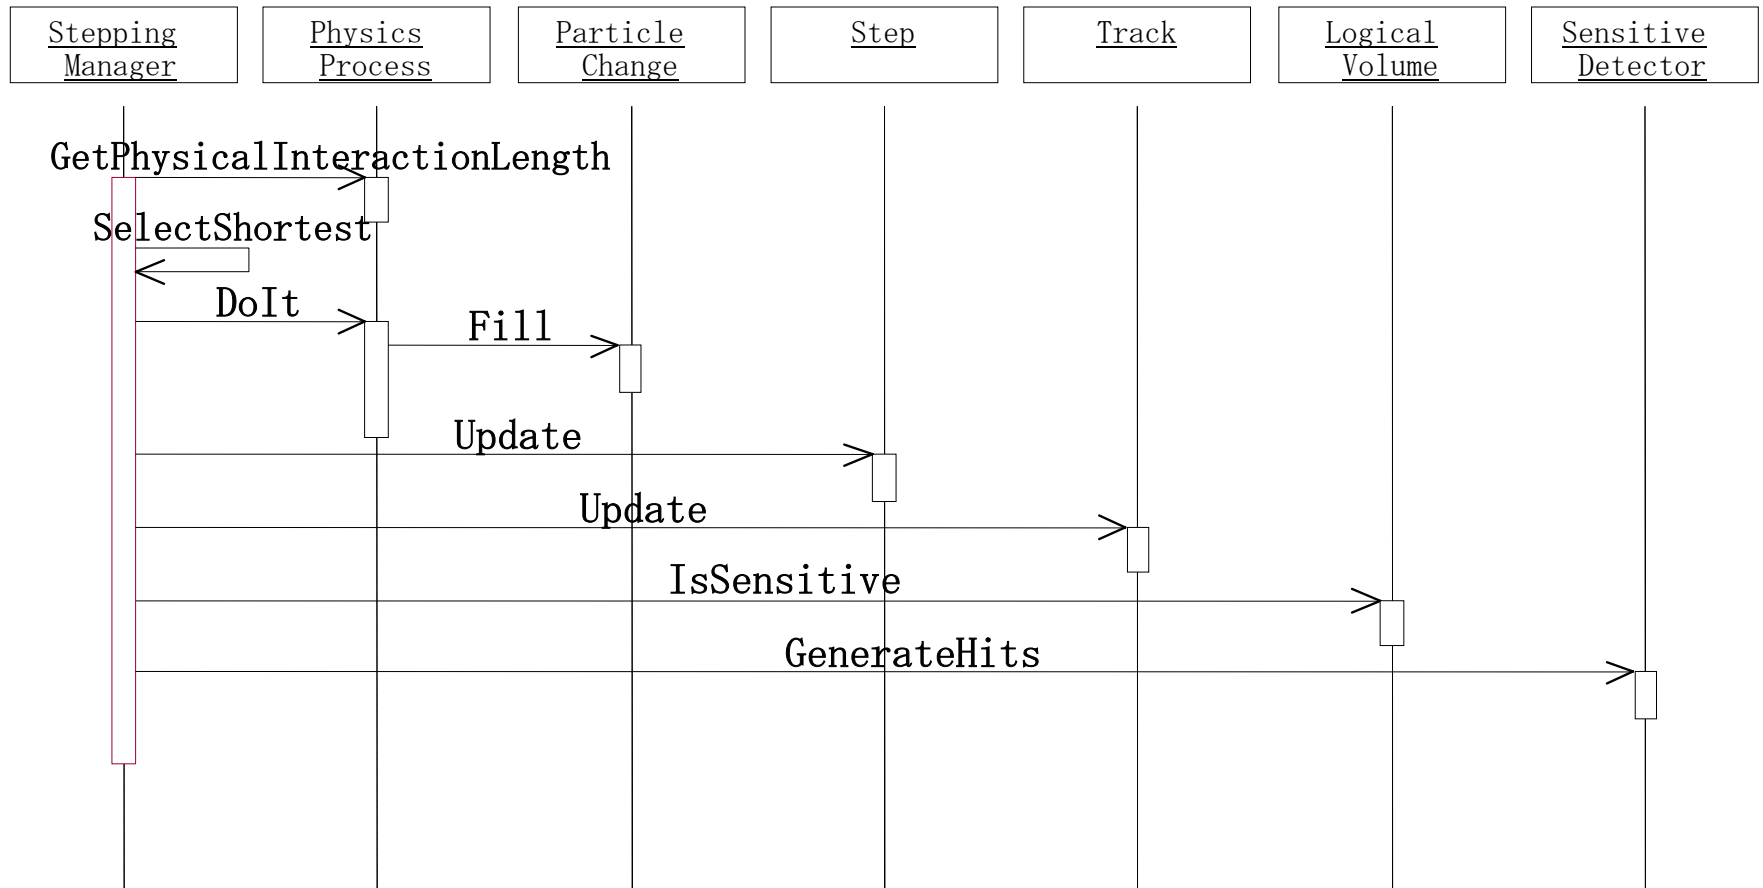 Stepping
Manager
Physics
Process
Particle
Change
Step
Track
Logical
Volume
Sensitive
Detector
GetPhysicalInteractionLength
SelectShortest
DoIt
Fill
Update
Update
IsSensitive
GenerateHits